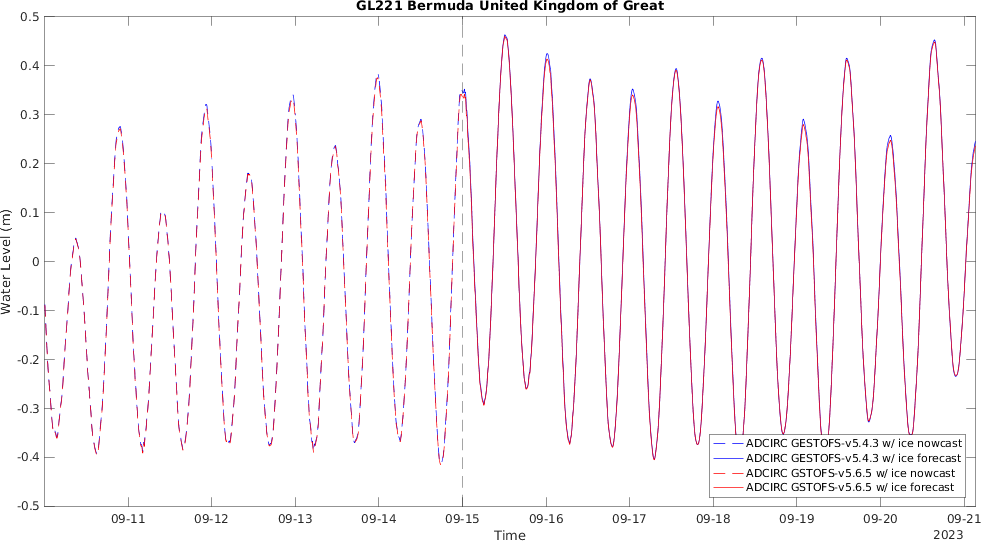 GL221 Bermuda United Kingdom of Great
0.5
0.4
0.3
0.2
0.1
0
-0.1
-0.2
-0.3
-0.4
-0.5
Water Level (m)
ADCIRC GESTOFS-v5.4.3 w/ ice nowcast
ADCIRC GESTOFS-v5.4.3 w/ ice forecast
ADCIRC GSTOFS-v5.6.5 w/ ice nowcast
ADCIRC GSTOFS-v5.6.5 w/ ice forecast
09-11 09-12 09-13 09-14 09-15 09-16 09-17 09-18 09-19 09-20 09-21
Time
2023